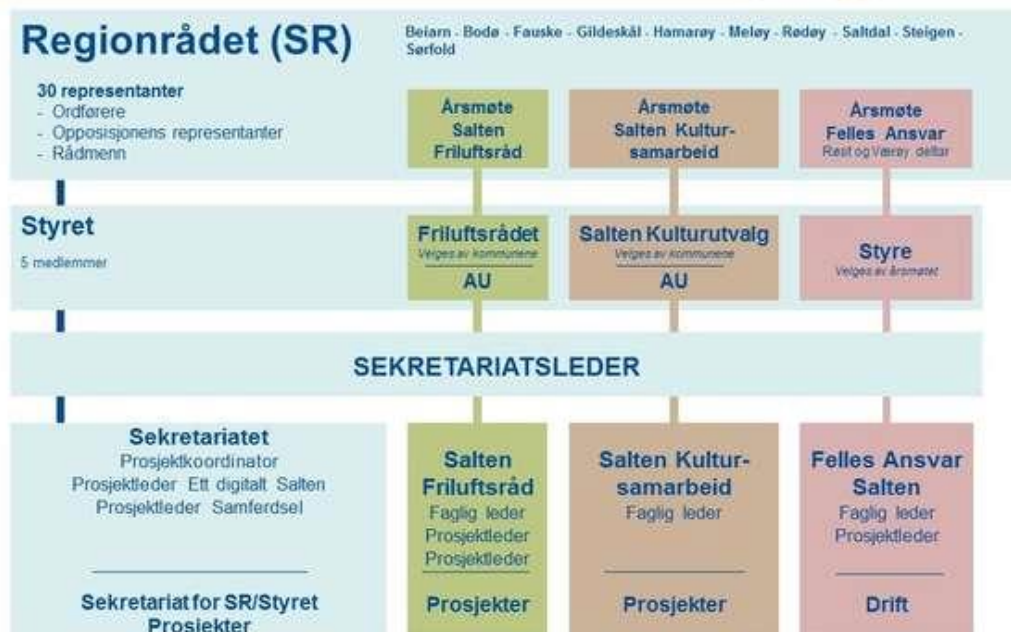 Regionrådet (SR)
Beiarn - Bodø - Fauske - Gildeskål - Hamarøy - Meløy - Rødøy - Saltdal - Steigen -
Sørfold
30 representanter
- Ordførere
- Opposisjonens representanter
- Rådmenn
Årsmøte
Salten
Friluftsråd
Årsmøte
Salten Kultur-
samarbeid
Årsmøte
Felles Ansvar
Røst og Værøy deltar
Styret
5 medlemmer
Friluftsrådet
Velges av kommunene
AU
Salten Kulturutvalg
Velges av kommunene
AU
Styre
Velges av årsmøtet
SEKRETARIATSLEDER
Sekretariatet
Prosjektkoordinator
Prosjektleder Ett digitalt Salten
Prosjektleder Samferdsel
Sekretariat for SR/Styret
Prosjekter
Salten
Friluftsråd
Faglig leder
Prosjektleder
Prosjektleder
Prosjekter
Salten Kultur-
samarbeid
Faglig leder
Prosjekter
Felles Ansvar
Salten
Faglig leder
Prosjektleder
Drift